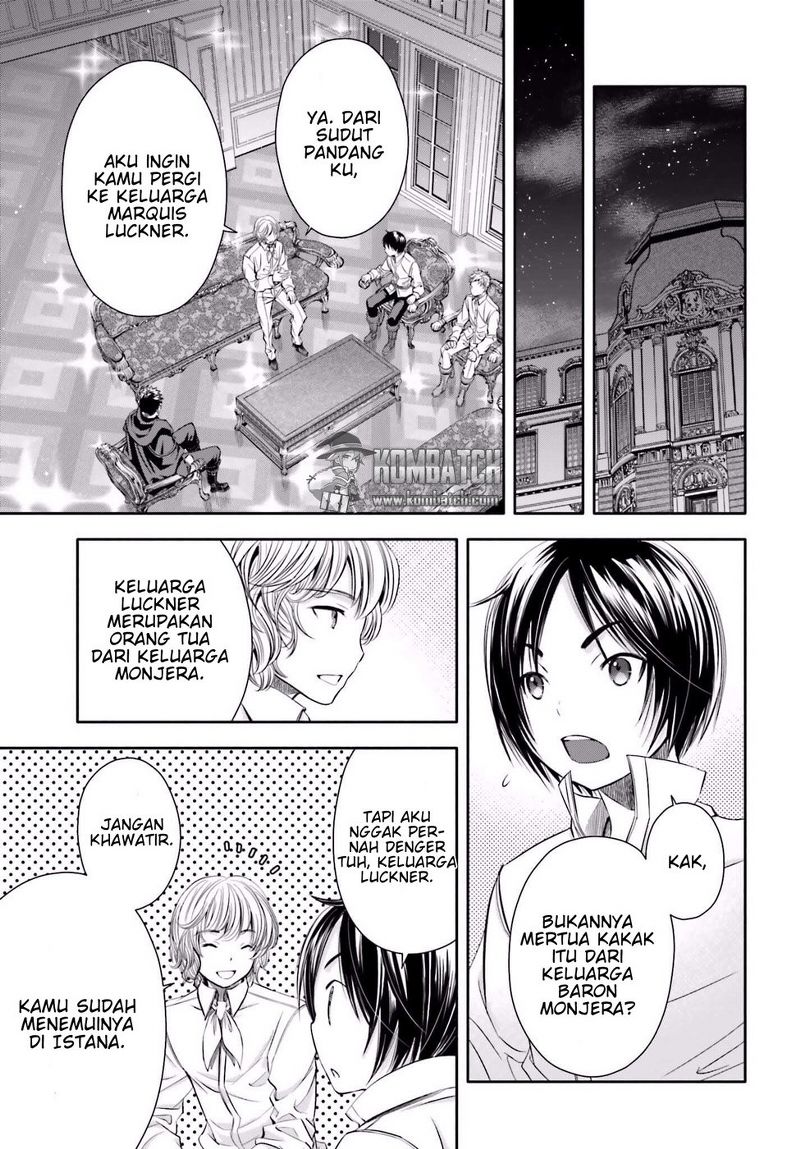 YA. DARI
SUDUT
PANDANG
KU,
AKU INGIN
KAMU PERGI
KE KELUARGA
MARQUIS
LUCKNER.
KOMBATCH
www.kombatch.com
KAK,
BUKANNYA
MERTUA KAKAK
ITU DARI
KELUARGA
BARON
MONJERA?
KELUARGA
LUCKNER
MERUPAKAN
ORANG TUA
DARI KELUARGA
MONJERA.
TAPI AKU
NGGAK PER-
NAH DENGER
TUH, KELUARGA
LUCKNER.
JANGAN
KHAWATIR.
KAMU SUDAH
MENEMUINYA
DI ISTANA.